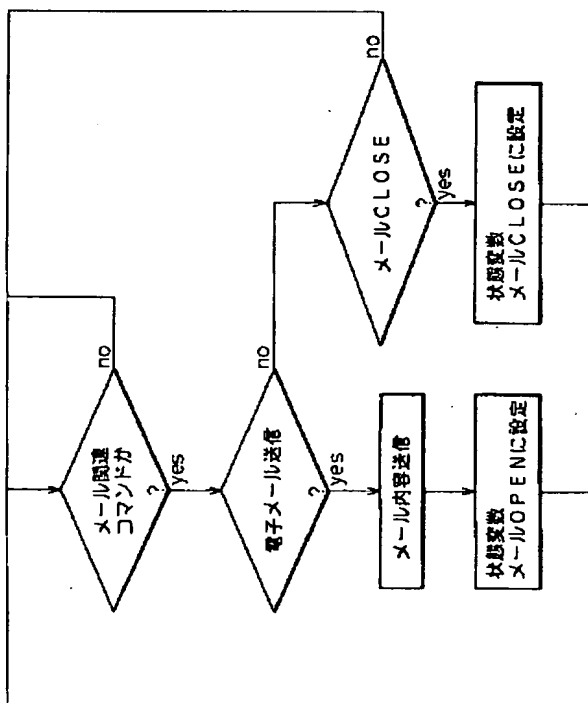 メール関連
コマンドか
?
no
yes
電子メール送信
?
no
yes
メール内容送信
状態変数
メールOPENに設定
メールCLOSE
?
no
yes
状態変数
メールCLOSEに設定